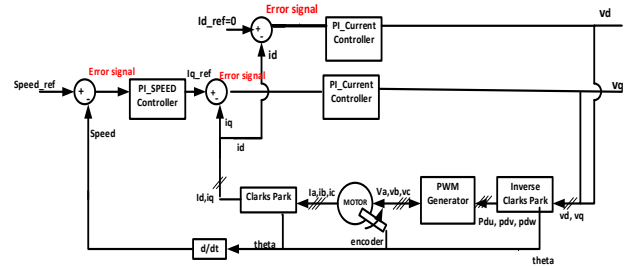 Error signal
vd
Id_ref=0
+
-
PI_Current
Controller
id
Speed_ref
Error signal
Iq_ref
Error signal
vq
+
-
PI_SPEED
Controller
+
-
PI_Current
Controller
Speed
iq
id
Id,iq
Clarks Park
Ia,ib,ic
MOTOR
Va,vb,vc
PWM
Generator
Inverse
Clarks Park
Pdu, pdv, pdw
vd, vq
d/dt
theta
encoder
theta